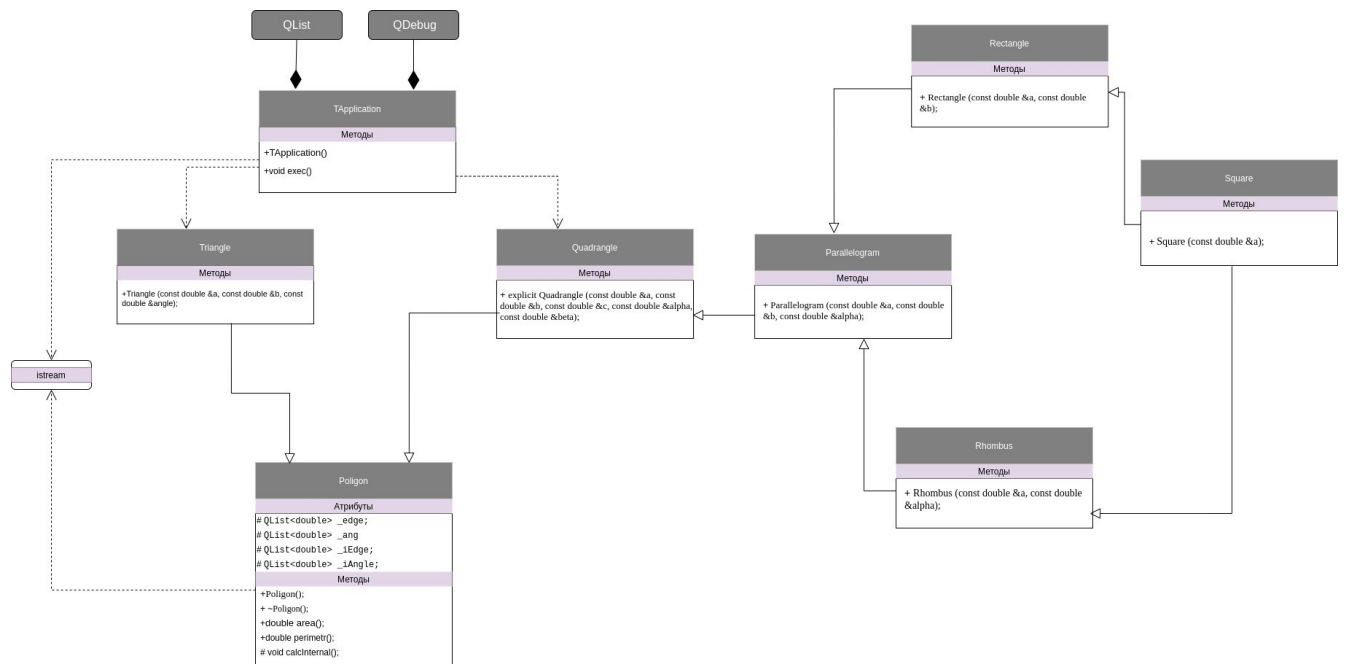 QList
QDebug
TApplication
Методы
+TApplication()
+void exec()
Rectangle
Методы
+ Rectangle (const double &a, const double
&b);
Square
Методы
+ Square (const double &a);
Triangle
Методы
+Triangle (const double &a, const double &b, const
double &angle);
Quadrangle
Методы
+ explicit Quadrangle (const double &a, const
double &b, const double &c, const double &alpha,
const double &beta);
Parallelogram
Методы
+ Parallelogram (const double &a, const double
&b, const double &alpha);
istream
Rhombus
Методы
+ Rhombus (const double &a, const double
&alpha);
Poligon
Атрибуты
# QList<double> _edge;
# QList<double> _ang
# QList<double> _iEdge;
# QList<double> _iAngle;
Методы
+Poligon();
+ ~Poligon();
+double area();
+double perimetr();
# void calcInternal();